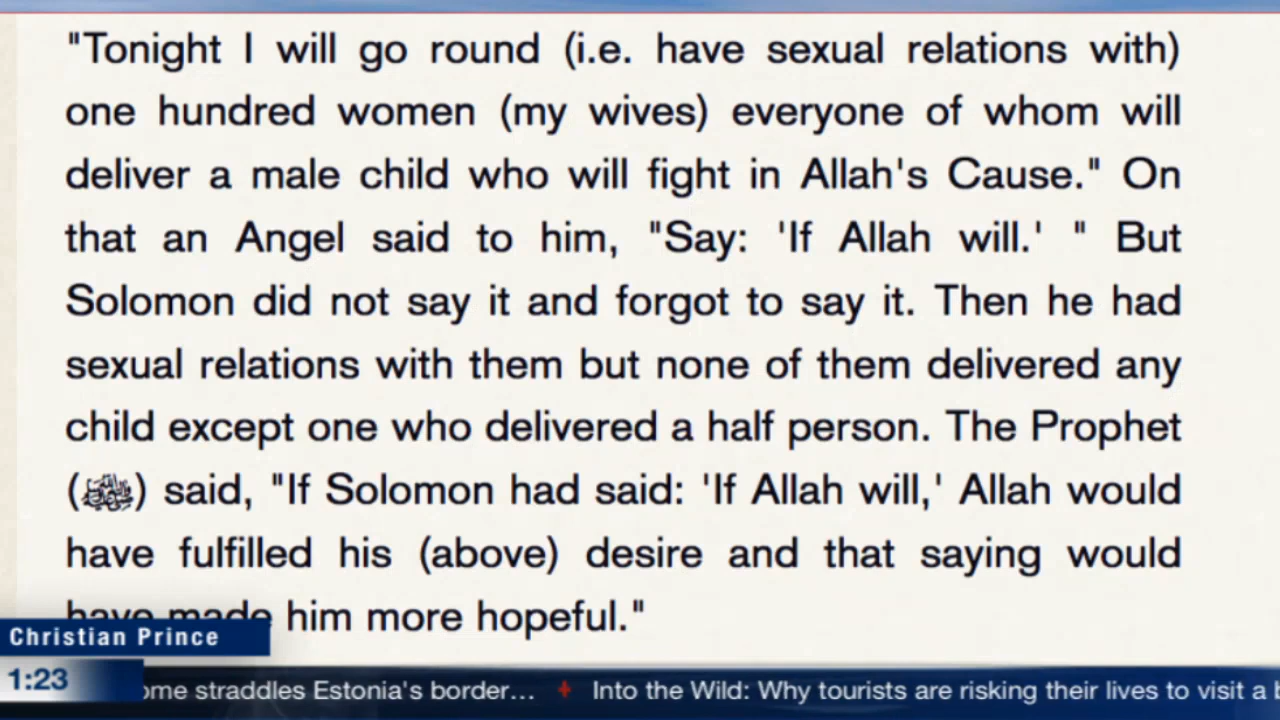 "Tonight I will go round (i.e. have sexual relations with)
one hundred women (my wives) everyone of whom will
deliver a male child who will fight in Allah's Cause." On
that an Angel said to him, "Say: 'If Allah will.' " But
Solomon did not say it and forgot to say it. Then he had
sexual relations with them but none of them delivered any
child except one who delivered a half person. The Prophet
(ﷺ) said, "If Solomon had said: 'If Allah will,' Allah would
have fulfilled his (above) desire and that saying would
have made him more hopeful."
Christian Prince
1:23
ome straddles Estonia's border... + Into the Wild: Why tourists are risking their lives to visit a b